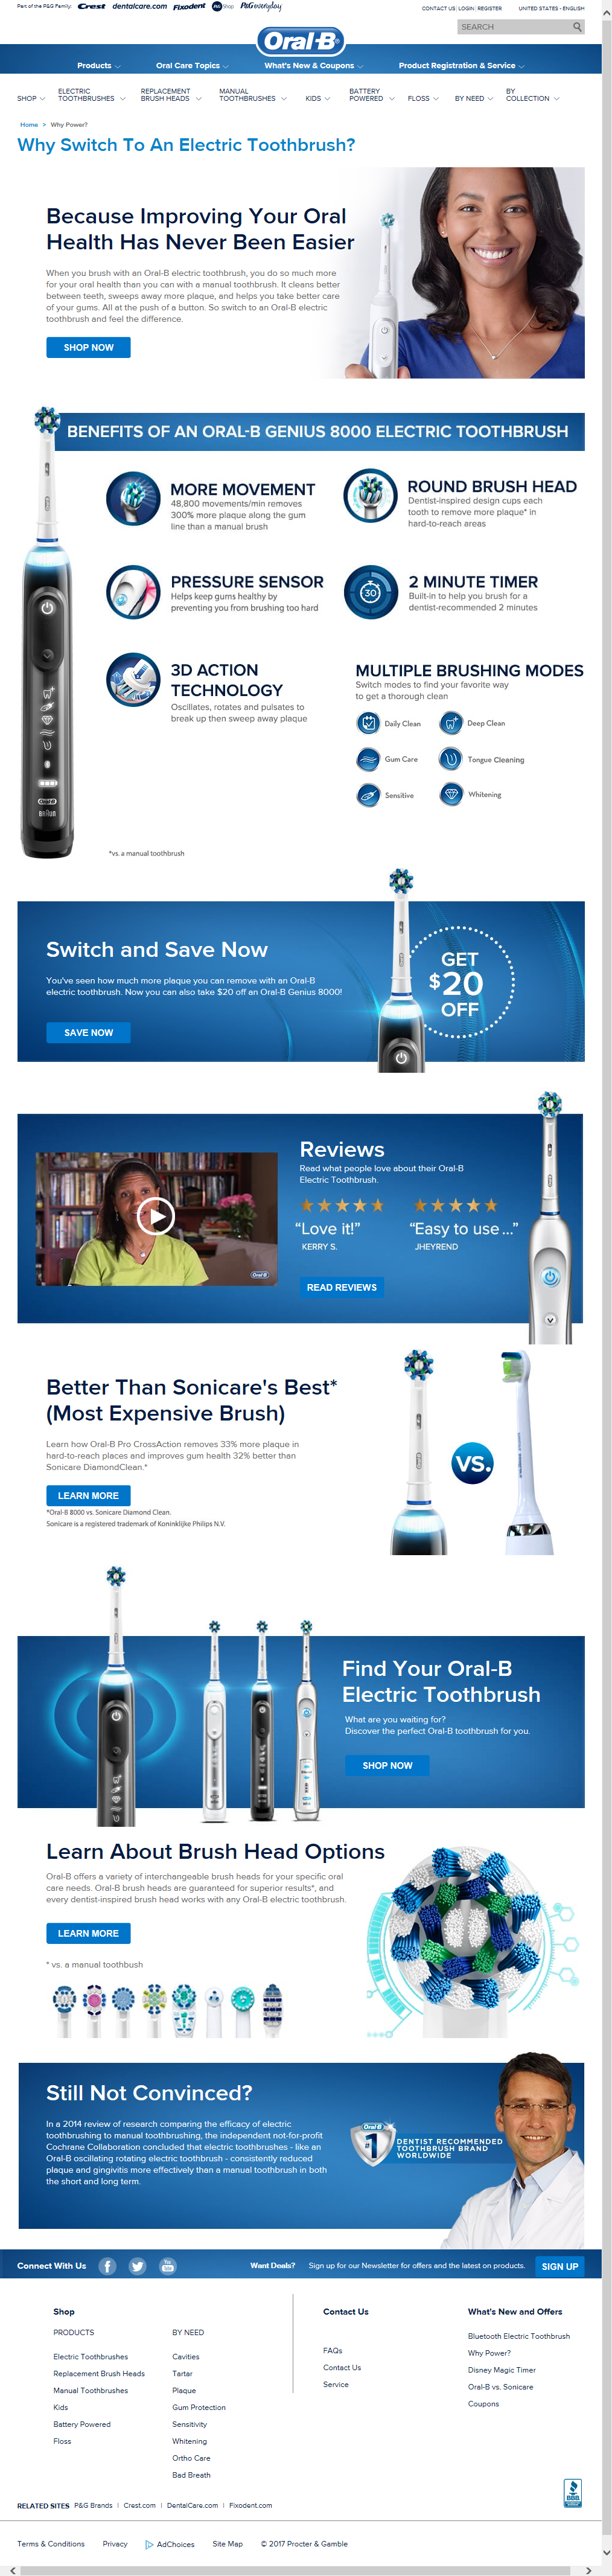 Part of the P&G Family: Crest dentalcare.com Fixodent P&G Shop P&Geveryday
CONTACT US | LOGIN | REGISTER UNITED STATES - ENGLISH
SEARCH
Oral-B
Products Oral Care Topics What's New & Coupons Product Registration & Service
SHOP ELECTRIC TOOTHBRUSHES REPLACEMENT BRUSH HEADS MANUAL TOOTHBRUSHES KIDS BATTERY POWERED FLOSS BY NEED BY COLLECTION
Home > Why Power?
Why Switch To An Electric Toothbrush?
Because Improving Your Oral
Health Has Never Been Easier
When you brush with an Oral-B electric toothbrush, you do so much more
for your oral health than you can with a manual toothbrush. It cleans better
between teeth, sweeps away more plaque, and helps you take better care
of your gums. All at the push of a button. So switch to an Oral-B electric
toothbrush and feel the difference.
SHOP NOW
BENEFITS OF AN ORAL-B GENIUS 8000 ELECTRIC TOOTHBRUSH
MORE MOVEMENT
48,800 movements/min removes
300% more plaque along the gum
line than a manual brush
ROUND BRUSH HEAD
Dentist-inspired design cups each
tooth to remove more plaque* in
hard-to-reach areas
PRESSURE SENSOR
Helps keep gums healthy by
preventing you from brushing too hard
30
2 MINUTE TIMER
Built-in to help you brush for a
dentist-recommended 2 minutes
3D ACTION
TECHNOLOGY
Oscillates, rotates and pulsates to
break up then sweep away plaque
MULTIPLE BRUSHING MODES
Switch modes to find your favorite way
to get a thorough clean
Daily Clean Deep Clean
Gum Care Tongue Cleaning
Sensitive Whitening
Oral-B
BRAUN
*vs. a manual toothbrush
Switch and Save Now
You've seen how much more plaque you can remove with an Oral-B
electric toothbrush. Now you can also take $20 off an Oral-B Genius 8000!
SAVE NOW
GET
$20
OFF
Oral-B
Reviews
Read what people love about their Oral-B
Electric Toothbrush.
“Love it!” “Easy to use...”
KERRY S. JHEYREND
READ REVIEWS
Better Than Sonicare's Best*
(Most Expensive Brush)
Learn how Oral-B Pro CrossAction removes 33% more plaque in
hard-to-reach places and improves gum health 32% better than
Sonicare DiamondClean.*
LEARN MORE
*Oral-B 8000 vs. Sonicare Diamond Clean.
Sonicare is a registered trademark of Koninklijke Philips N.V.
VS.
Find Your Oral-B
Electric Toothbrush
What are you waiting for?
Discover the perfect Oral-B toothbrush for you.
SHOP NOW
Learn About Brush Head Options
Oral-B offers a variety of interchangeable brush heads for your specific oral
care needs. Oral-B brush heads are guaranteed for superior results*, and
every dentist-inspired brush head works with any Oral-B electric toothbrush.
LEARN MORE
* vs. a manual toothbush
Still Not Convinced?
In a 2014 review of research comparing the efficacy of electric
toothbrushing to manual toothbrushing, the independent not-for-profit
Cochrane Collaboration concluded that electric toothbrushes - like an
Oral-B oscillating rotating electric toothbrush - consistently reduced
plaque and gingivitis more effectively than a manual toothbrush in both
the short and long term.
Oral-B
#1
DENTIST RECOMMENDED
TOOTHBRUSH BRAND
WORLDWIDE
Connect With Us Want Deals? Sign up for our Newsletter for offers and the latest on products. SIGN UP
Shop
PRODUCTS
Electric Toothbrushes
Replacement Brush Heads
Manual Toothbrushes
Kids
Battery Powered
Floss
BY NEED
Cavities
Tartar
Plaque
Gum Protection
Sensitivity
Whitening
Ortho Care
Bad Breath
Contact Us
FAQs
Contact Us
Service
What's New and Offers
Bluetooth Electric Toothbrush
Why Power?
Disney Magic Timer
Oral-B vs. Sonicare
Coupons
BBB
RELATED SITES P&G Brands | Crest.com | DentalCare.com | Fixodent.com
Terms & Conditions Privacy AdChoices Site Map © 2017 Procter & Gamble